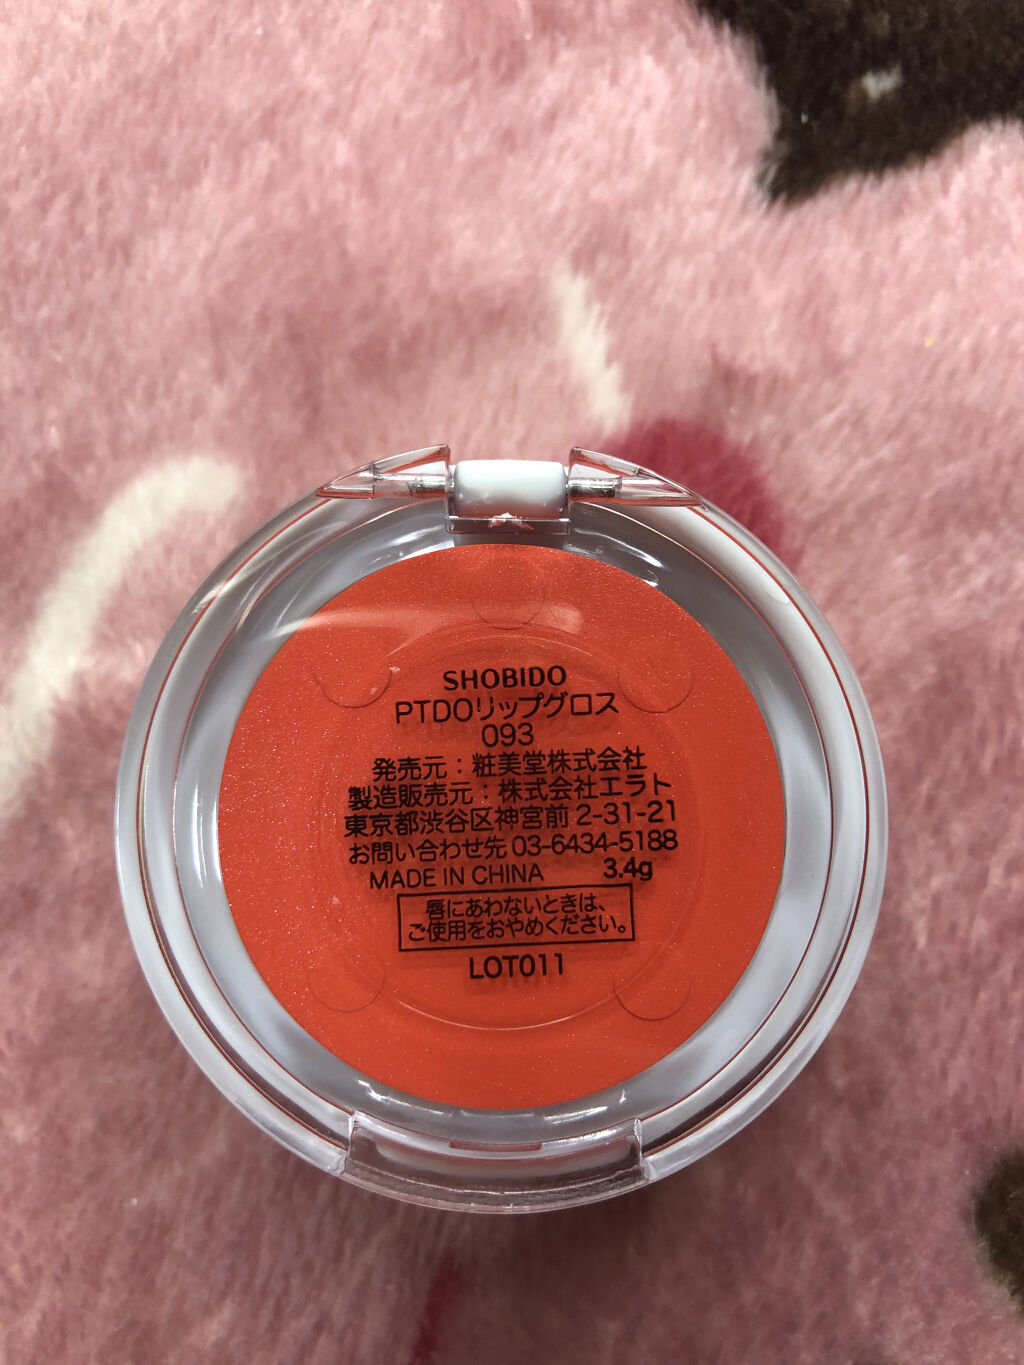 SHOBIDO
PTDOリップグロス
093
発売元：粧美堂株式会社
製造販売元：株式会社エラト
東京都渋谷区神宮前 2-31-21
お問い合わせ先 03-6434-5188
MADE IN CHINA 3.4g
唇にあわないときは、
ご使用をおやめください。
LOT011